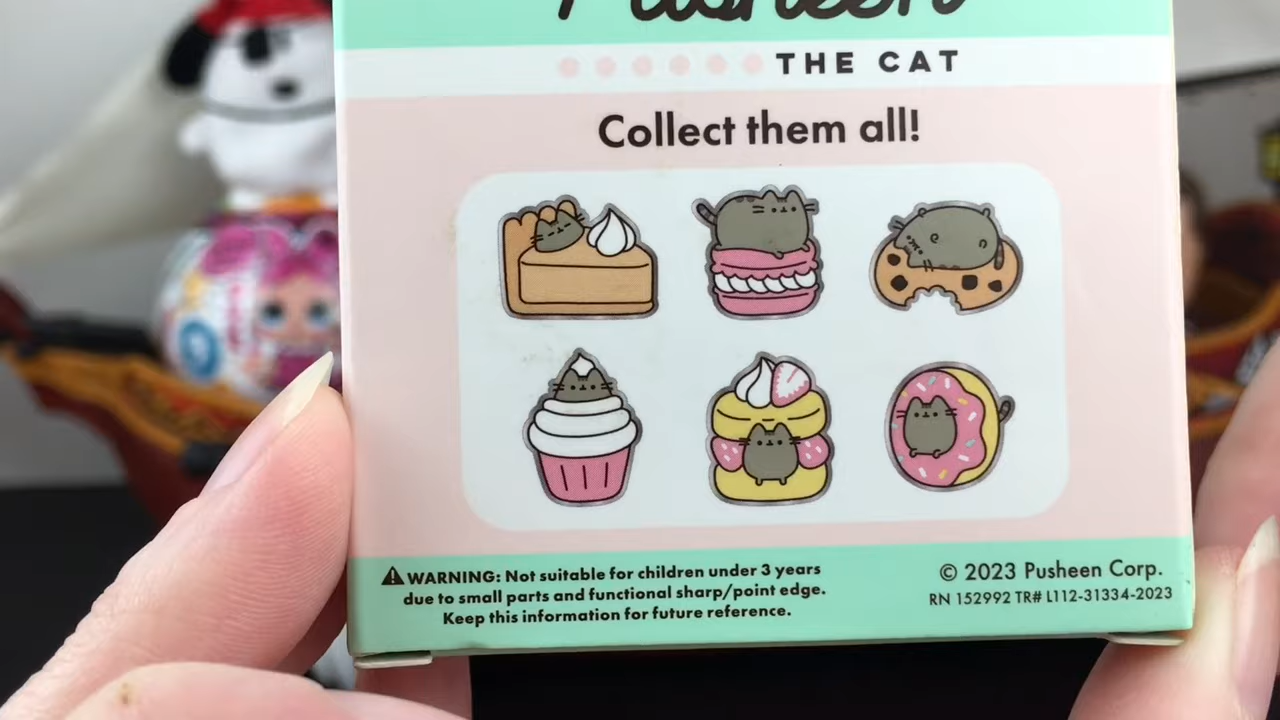 Pusheen
THE CAT
Collect them all!
WARNING: Not suitable for children under 3 years
due to small parts and functional sharp/point edge.
Keep this information for future reference.
© 2023 Pusheen Corp.
RN 152992 TR# L112-31334-2023